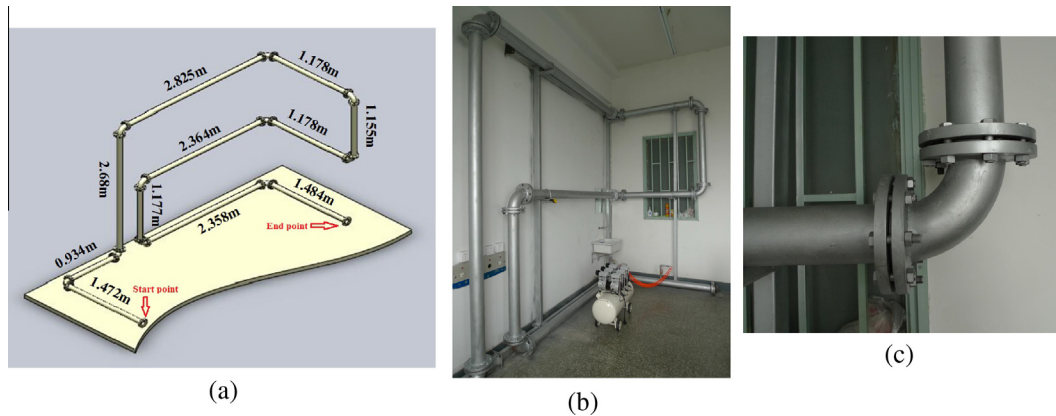 2.825m
1.178m
1.155m
2.364m
1.178m
2.68m
1.177m
1.484m
2.358m
End point
0.934m
1.472m
Start point
(a)
(b)
(c)